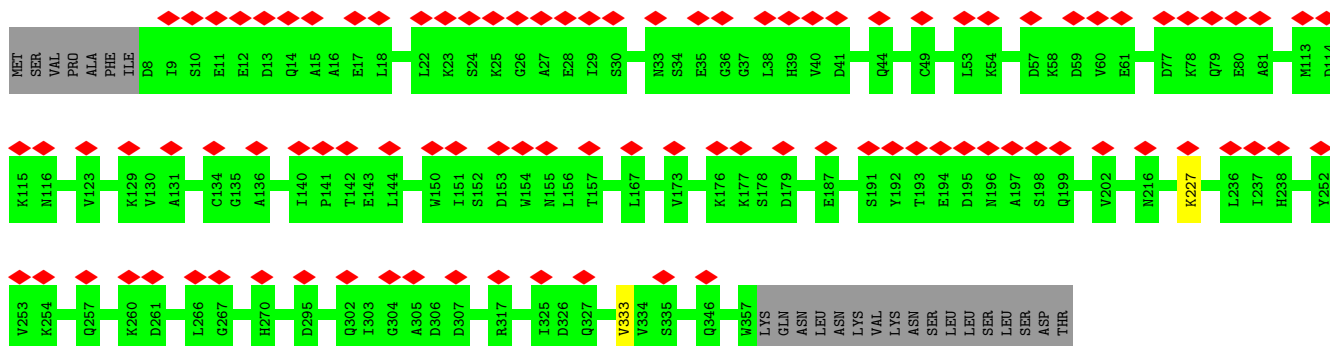 MET SER VAL PRO ALA PHE ILE D8 I9 S10 E11 E12 D13 Q14 A15 A16 E17 L18 L22 K23 S24 K25 G26 A27 E28 I29 S30 N33 S34 E35 G36 G37 L38 H39 V40 D41 Q44 C49 L53 K54 D57 K58 D59 V60 E61 D77 K78 Q79 E80 A81 M113 D114
K115 N116 V123 K129 V130 A131 C134 G135 A136 I140 P141 T142 E143 L144 W150 I151 S152 D153 W154 N155 L156 T157 L167 V173 K176 K177 S178 D179 E187 S191 Y192 T193 E194 D195 N196 A197 S198 Q199 V202 N216 K227 L236 I237 H238 Y252
V253 K254 Q257 K260 D261 L266 G267 H270 D295 Q302 I303 G304 A305 D306 D307 R317 I325 D326 Q327 V333 V334 S335 Q346 W357 LYS GLN ASN LEU ASN LYS VAL LYS ASN SER LEU LEU SER LEU SER ASP THR